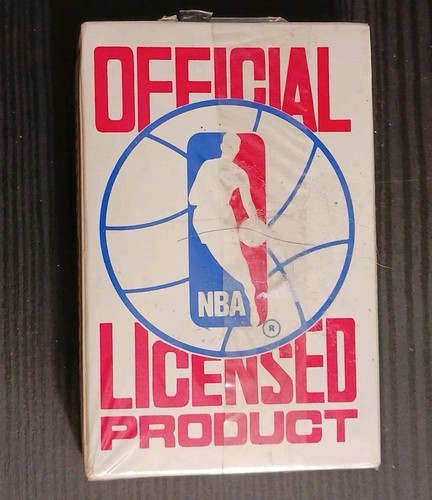 OFFICIAL
NBA
®
LICENSED
PRODUCT